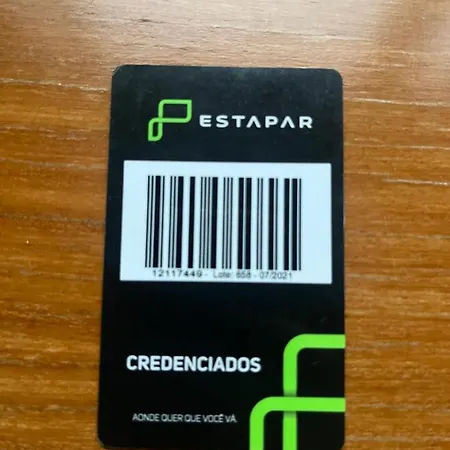 ESTAPAR
12117449 - Lote: 658 - 07/2021
CREDENCIADOS
AONDE QUER QUE VOCÊ VÁ.